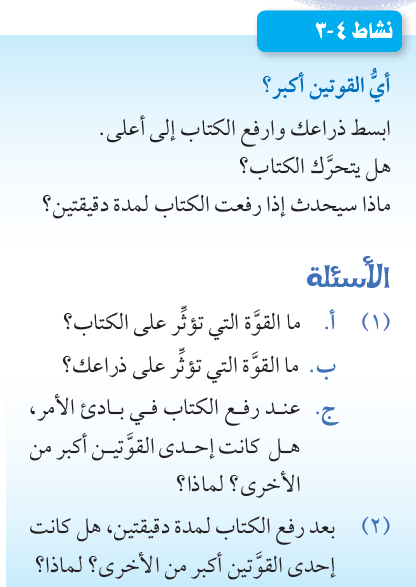 نشاط ٤-٣
أيُّ القوتين أكبر؟
ابسط ذراعك وارفع الكتاب إلى أعلى.
هل يتحرَّك الكتاب؟
ماذا سيحدث إذا رفعت الكتاب لمدة دقيقتين؟
الأسئلة
(١) أ. ما القوَّة التي تؤثِّر على الكتاب؟
ب. ما القوَّة التي تؤثِّر على ذراعك؟
ج. عند رفع الكتاب في بادئ الأمر،
هل كانت إحدى القوَّتين أكبر من
الأخرى؟ لماذا؟
(٢) بعد رفع الكتاب لمدة دقيقتين، هل كانت
إحدى القوَّتين أكبر من الأخرى؟ لماذا؟